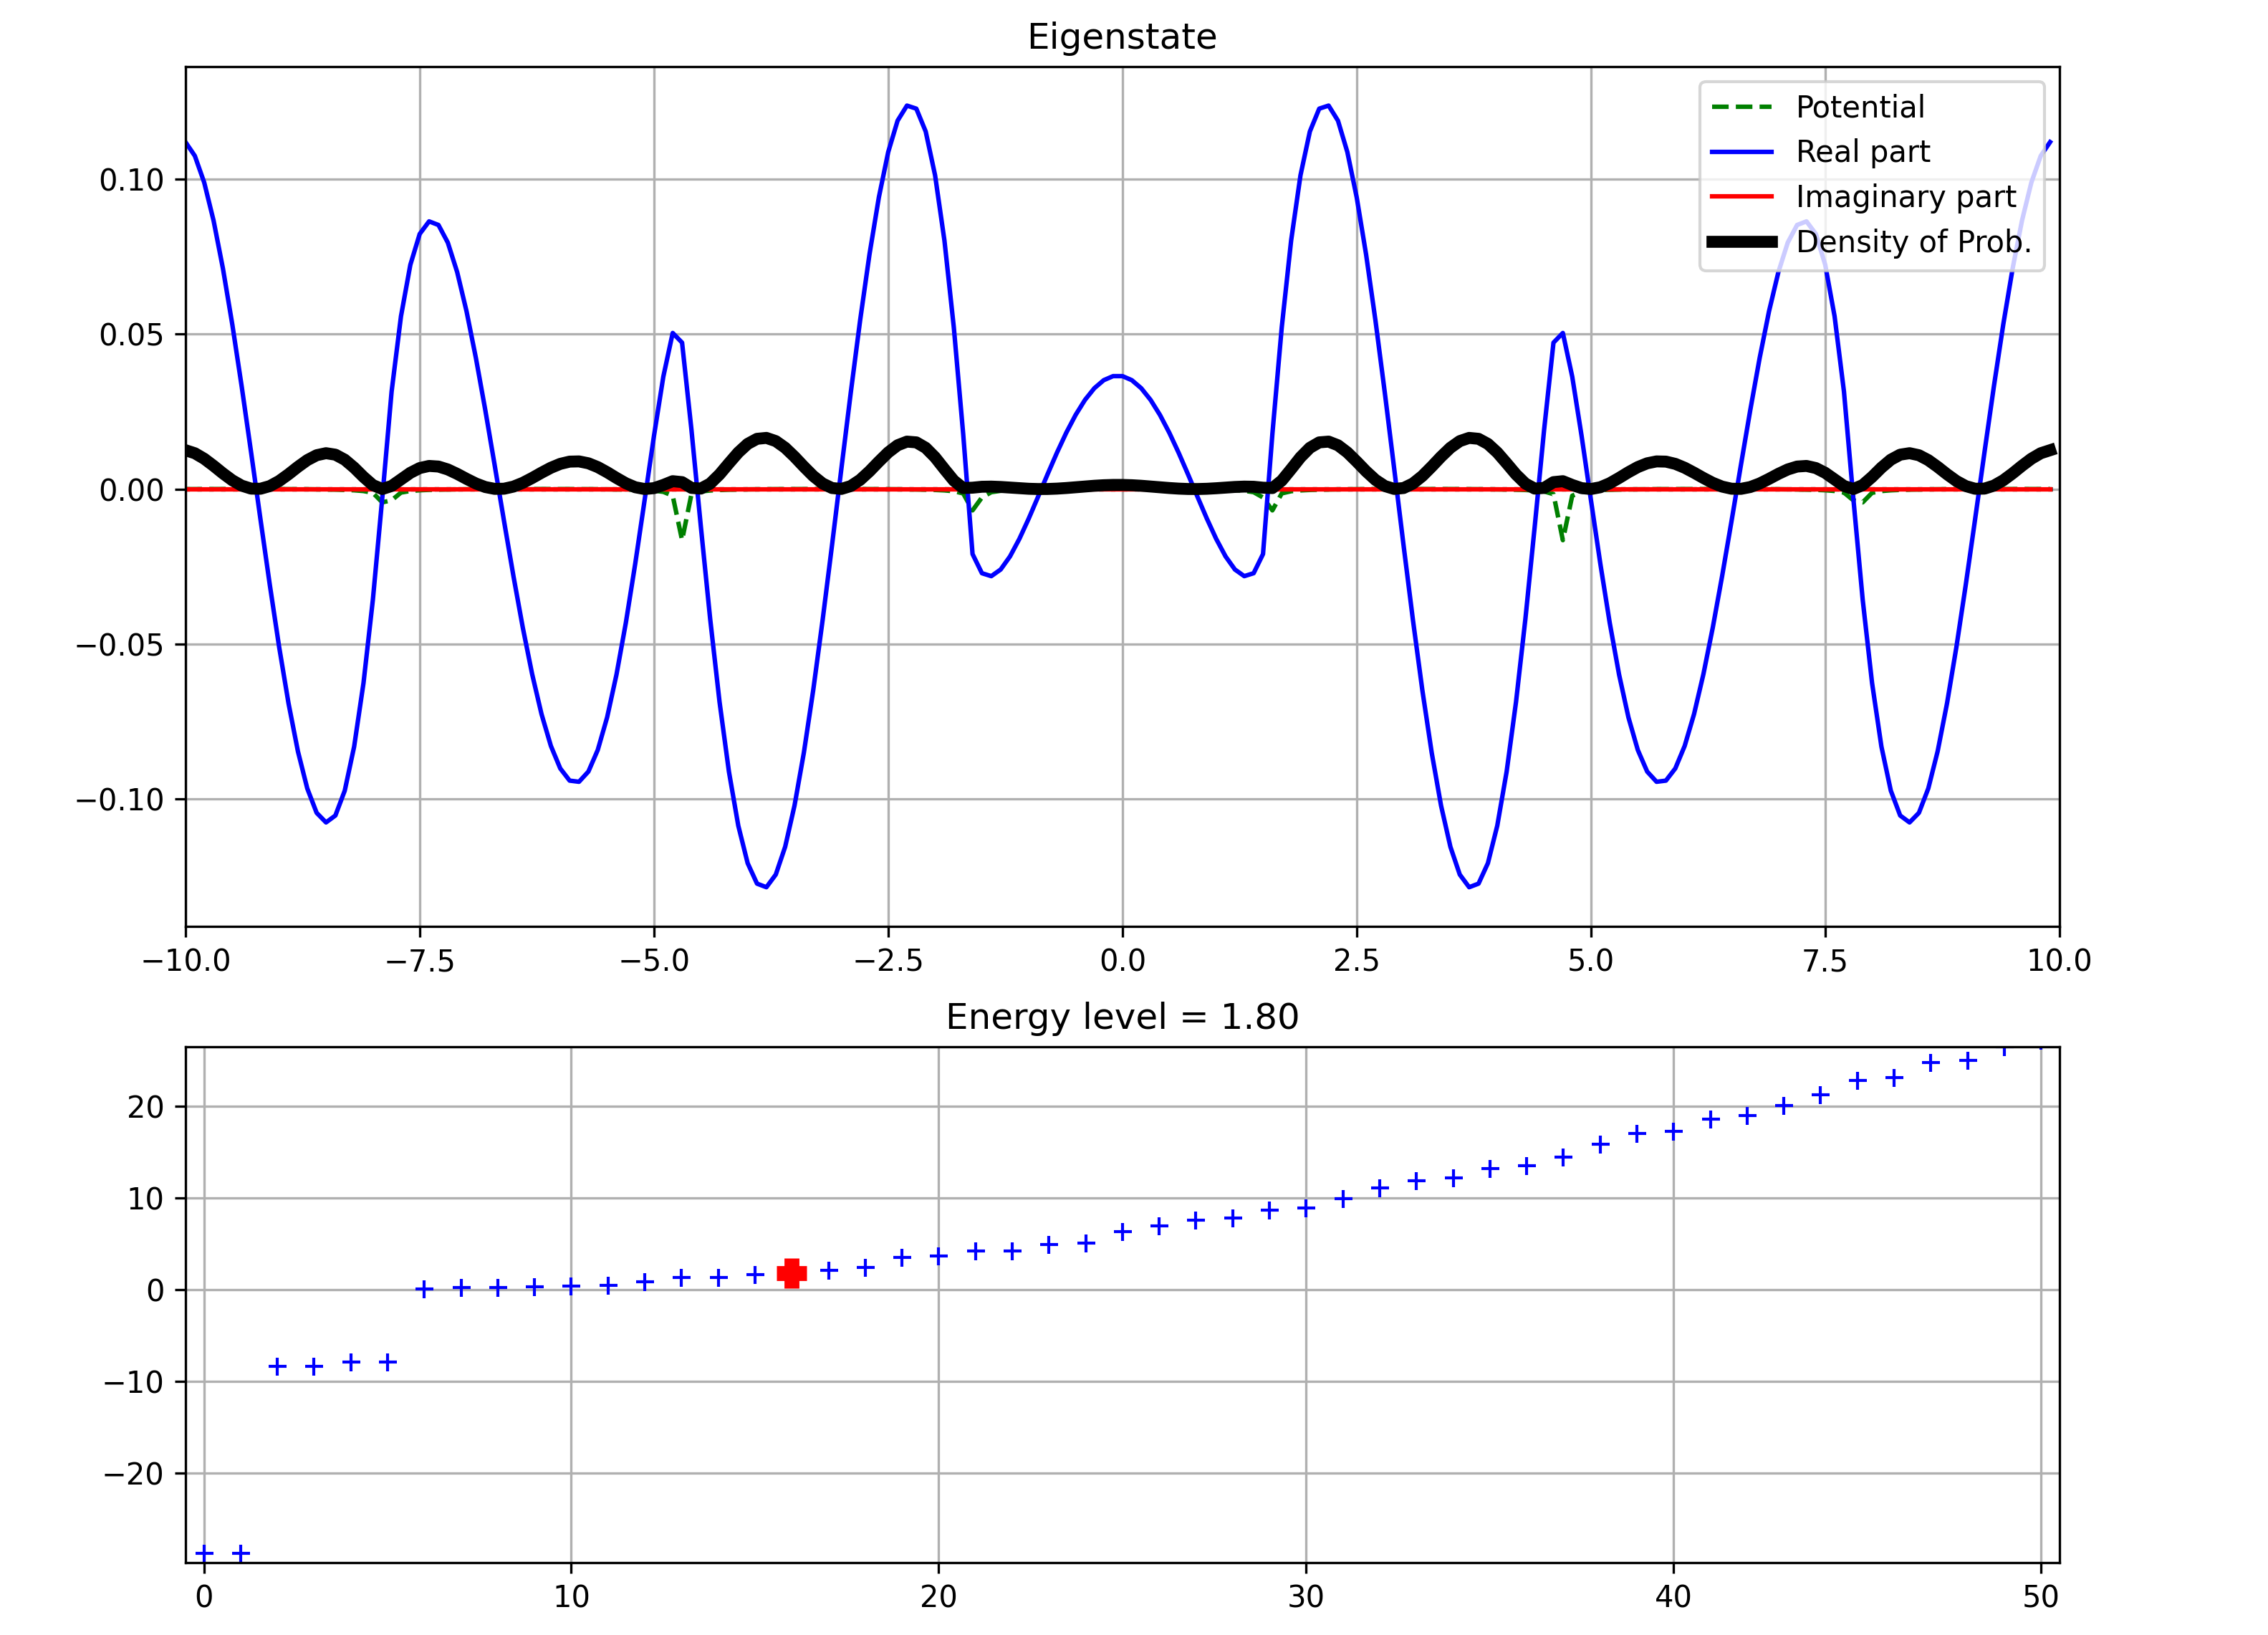 Eigenstate
Potential
Real part
Imaginary part
Density of Prob.
0.10
0.05
0.00
−0.05
−0.10
−10.0 −7.5 −5.0 −2.5 0.0 2.5 5.0 7.5 10.0
Energy level = 1.80
20
10
0
−10
−20
0 10 20 30 40 50